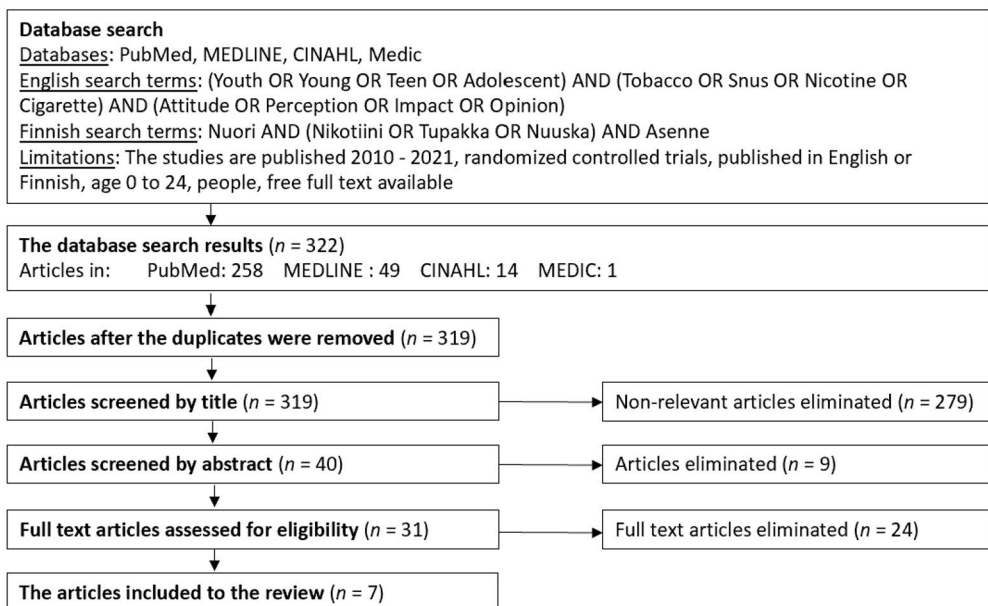 Database search
Databases: PubMed, MEDLINE, CINAHL, Medic
English search terms: (Youth OR Young OR Teen OR Adolescent) AND (Tobacco OR Snus OR Nicotine OR
Cigarette) AND (Attitude OR Perception OR Impact OR Opinion)
Finnish search terms: Nuori AND (Nikotiini OR Tupakka OR Nuuska) AND Asenne
Limitations: The studies are published 2010 - 2021, randomized controlled trials, published in English or
Finnish, age 0 to 24, people, free full text available
The database search results (n = 322)
Articles in: PubMed: 258 MEDLINE : 49 CINAHL: 14 MEDIC: 1
Articles after the duplicates were removed (n = 319)
Articles screened by title (n = 319)
Non-relevant articles eliminated (n = 279)
Articles screened by abstract (n = 40)
Articles eliminated (n = 9)
Full text articles assessed for eligibility (n = 31)
Full text articles eliminated (n = 24)
The articles included to the review (n = 7)